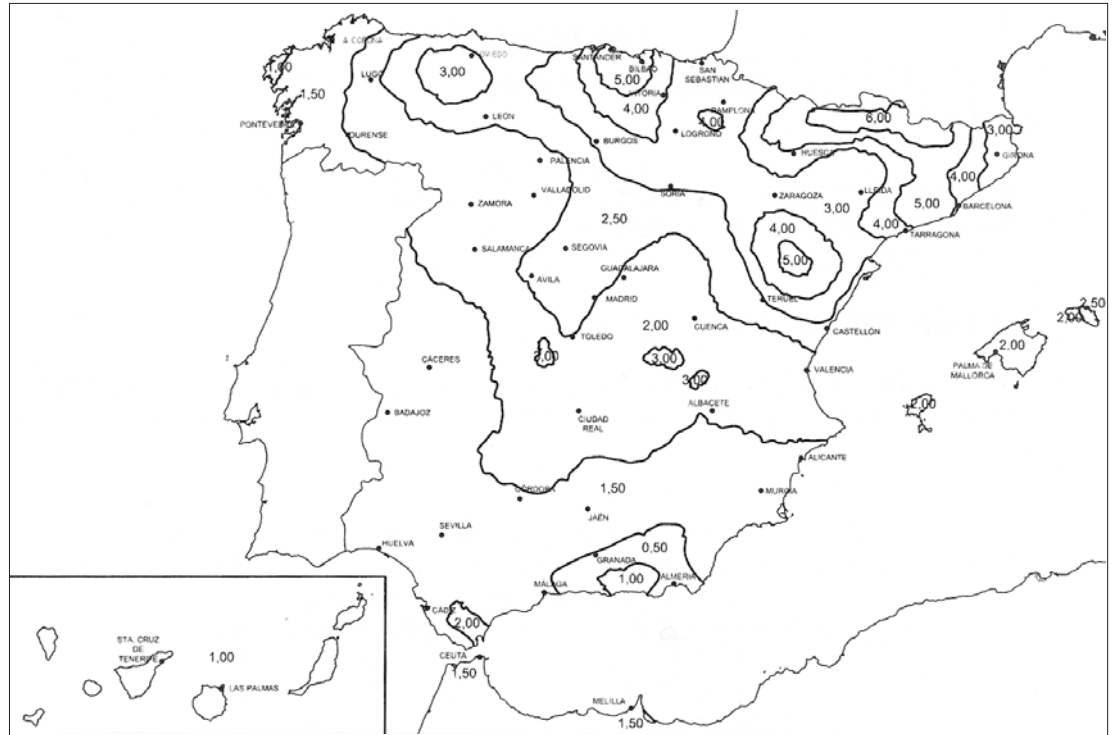 A CORUÑA
OVIEDO
SANTANDER
BILBAO
SAN
SEBASTIAN
1,00
LUGO
3,00
5,00
VITORIA
1,50
4,00
PAMPLONA
6,00
PONTEVEDRA
LEÓN
4,00
LOGROÑO
3,00
OURENSE
BURGOS
HUESCA
GIRONA
PALENCIA
4,00
VALLADOLID
SORIA
ZARAGOZA
LLEIDA
5,00
BARCELONA
ZAMORA
3,00
2,50
4,00
4,00
TARRAGONA
SALAMANCA
SEGOVIA
5,00
AVILA
GUADALAJARA
MADRID
TERUEL
2,50
2,00
2,00
CUENCA
CASTELLÓN
TOLEDO
2,00
3,00
3,00
CÁCERES
3,00
VALENCIA
PALMA DE
MALLORCA
BADAJOZ
CIUDAD
REAL
ALBACETE
2,00
ALICANTE
1,50
CÓRDOBA
MURCIA
JAÉN
SEVILLA
HUELVA
0,50
GRANADA
1,00
ALMERIA
MÁLAGA
CÁDIZ
2,00
STA. CRUZ
DE
TENERIFE
1,00
CEUTA
1,50
LAS PALMAS
MELILLA
1,50